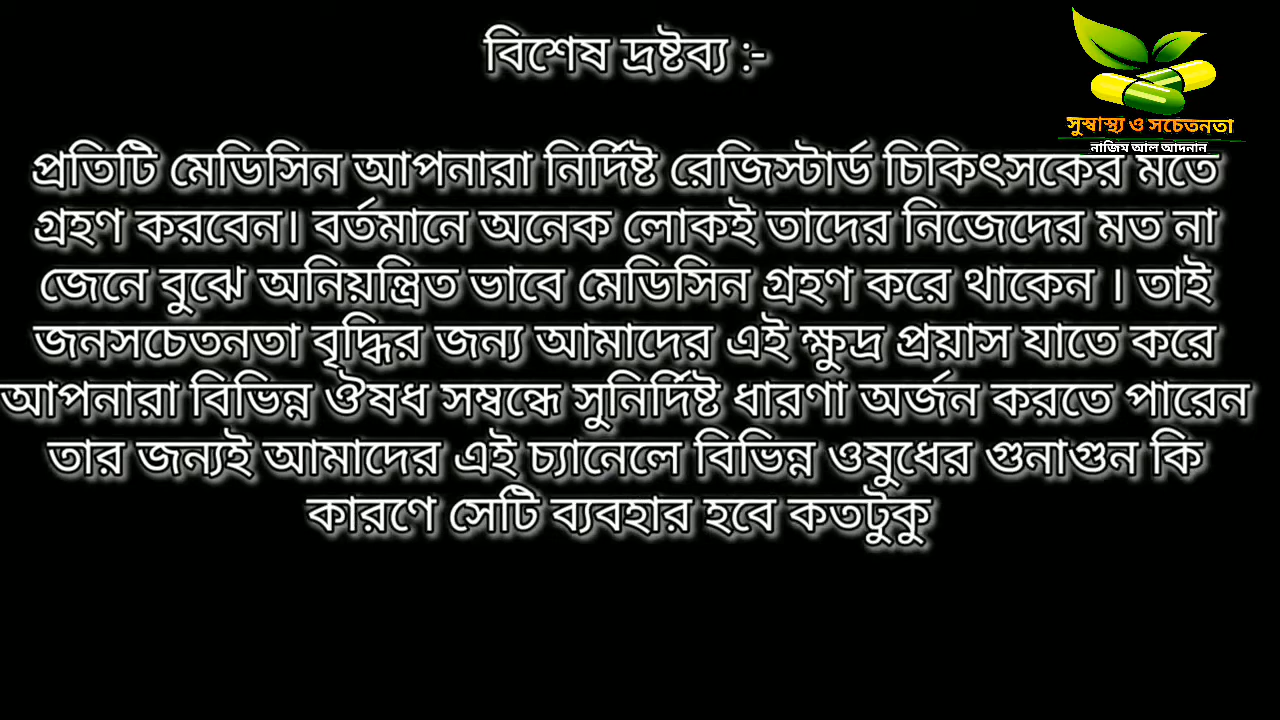 বিশেষ দ্রষ্টব্য :-
সুস্বাস্থ্য ও সচেতনতা
নাজিম আল আদনান
প্রতিটি মেডিসিন আপনারা নির্দিষ্ট রেজিস্টার্ড চিকিৎসকের মতে
গ্রহণ করবেন। বর্তমানে অনেক লোকই তাদের নিজেদের মত না
জেনে বুঝে অনিয়ন্ত্রিত ভাবে মেডিসিন গ্রহণ করে থাকেন । তাই
জনসচেতনতা বৃদ্ধির জন্য আমাদের এই ক্ষুদ্র প্রয়াস যাতে করে
আপনারা বিভিন্ন ঔষধ সম্বন্ধে সুনির্দিষ্ট ধারণা অর্জন করতে পারেন
তার জন্যই আমাদের এই চ্যানেলে বিভিন্ন ওষুধের গুনাগুন কি
কারণে সেটি ব্যবহার হবে কতটুকু